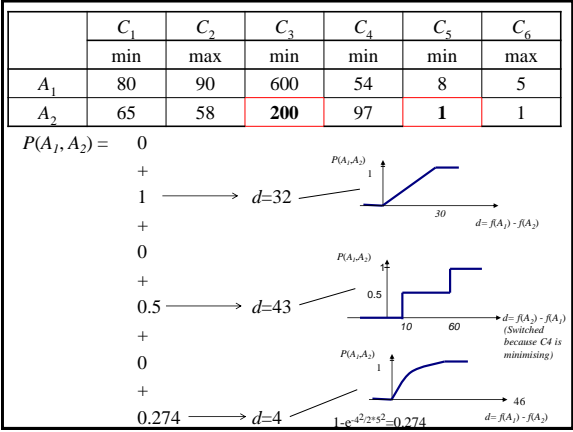 C1 C2 C3 C4 C5 C6
min max min min min max
A1 80 90 600 54 8 5
A2 65 58 200 97 1 1
P(A1, A2) = 0
+
1 d=32
P(A1,A2)
1
30
d= f(A1) - f(A2)
+
0
+
0.5 d=43
P(A1,A2)
1
0.5
10 60
d= f(A2) - f(A1)
(Switched
because C4 is
minimising)
+
0
+
0.274 d=4
P(A1,A2)
1
46
1-e-4²/2*5²=0.274
d= f(A1) - f(A2)